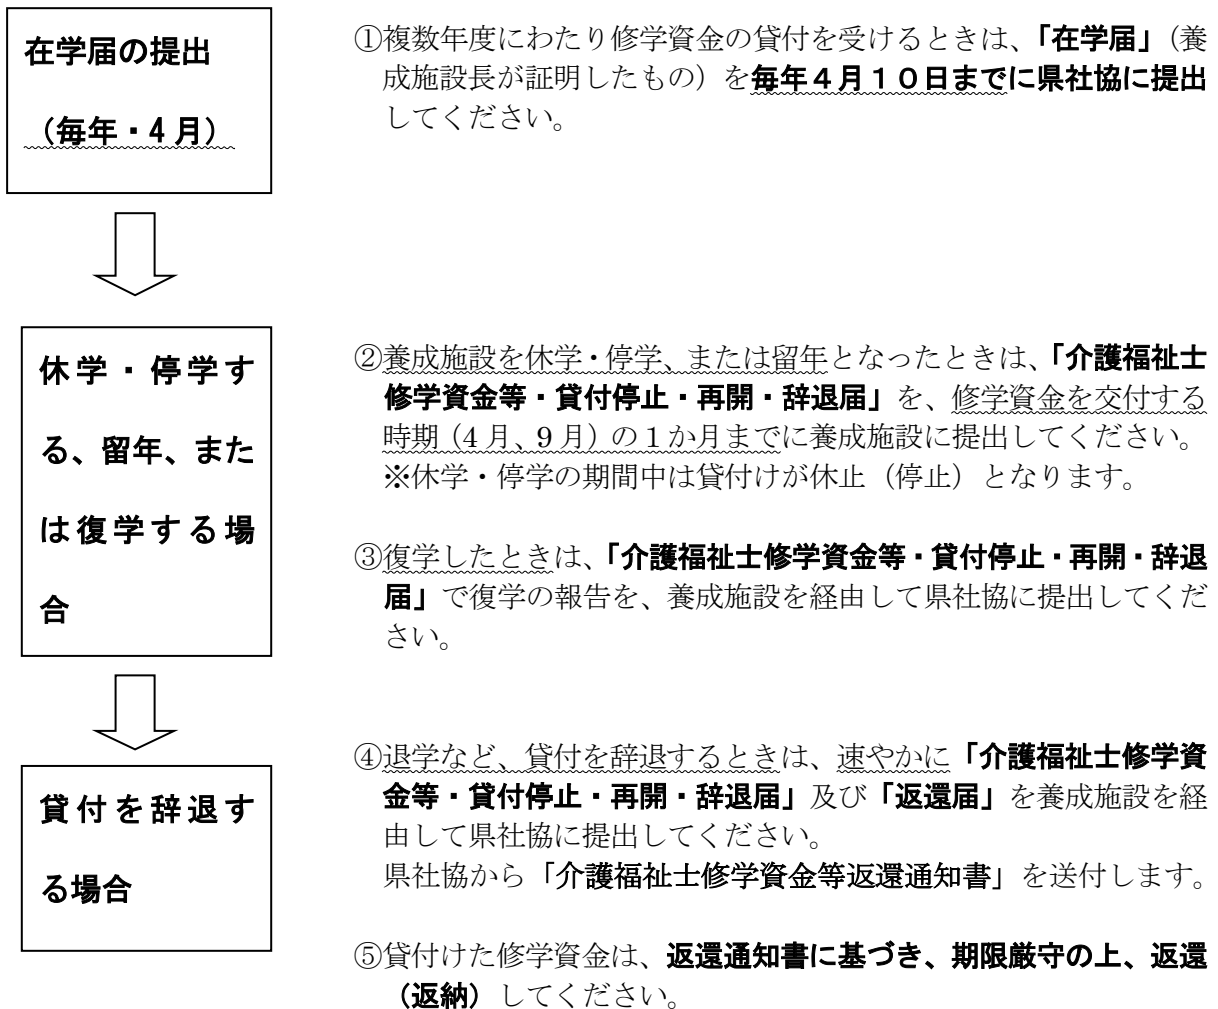 在学届の提出
（毎年・4月）
①複数年度にわたり修学資金の貸付を受けるときは、「在学届」（養
成施設長が証明したもの）を毎年４月１０日までに県社協に提出
してください。
休学・停学す
る、留年、また
は復学する場
合
②養成施設を休学・停学、または留年となったときは、「介護福祉士
修学資金等・貸付停止・再開・辞退届」を、修学資金を交付する
時期（4月、9月）の１か月までに養成施設に提出してください。
※休学・停学の期間中は貸付けが休止（停止）となります。
③復学したときは、「介護福祉士修学資金等・貸付停止・再開・辞退
届」で復学の報告を、養成施設を経由して県社協に提出してくだ
さい。
貸付を辞退す
る場合
④退学など、貸付を辞退するときは、速やかに「介護福祉士修学資
金等・貸付停止・再開・辞退届」及び「返還届」を養成施設を経
由して県社協に提出してください。
県社協から「介護福祉士修学資金等返還通知書」を送付します。
⑤貸付けた修学資金は、返還通知書に基づき、期限厳守の上、返還
（返納）してください。